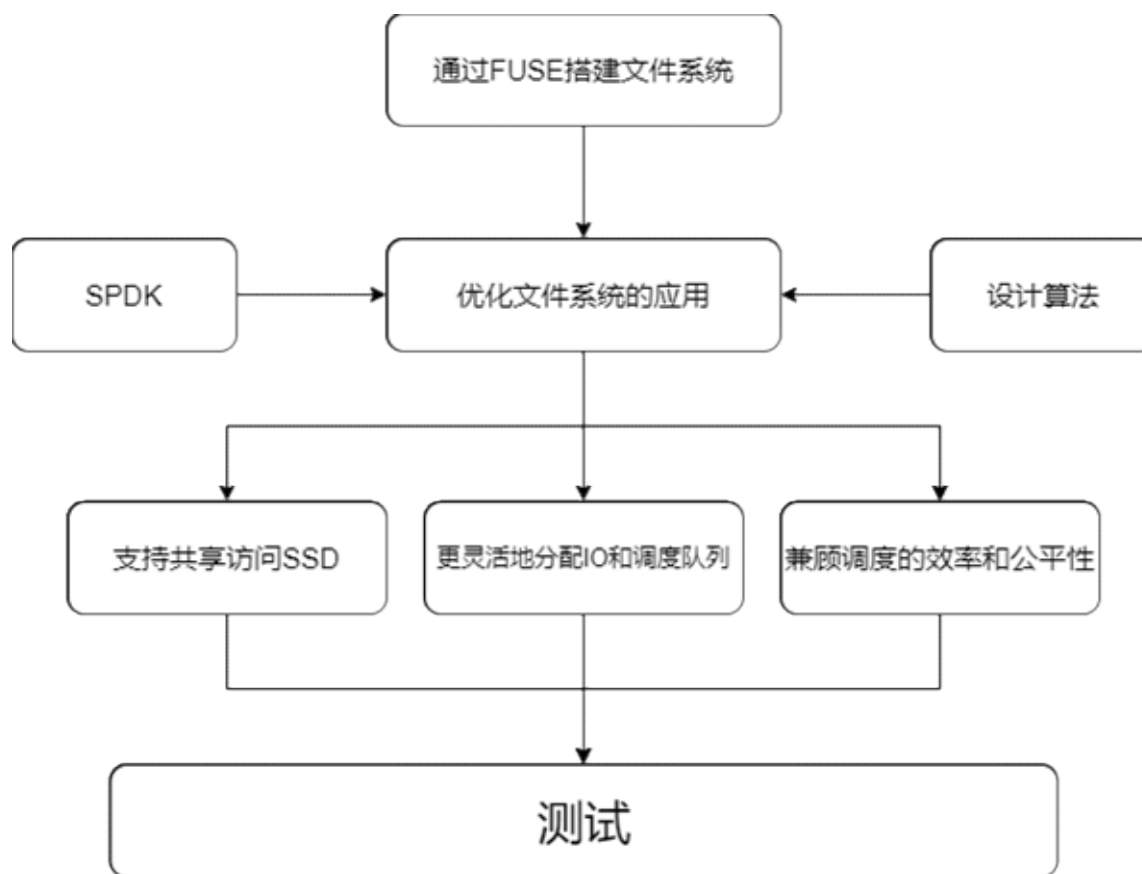 通过FUSE搭建文件系统
SPDK
优化文件系统的应用
设计算法
支持共享访问SSD
更灵活地分配IO和调度队列
兼顾调度的效率和公平性
测试